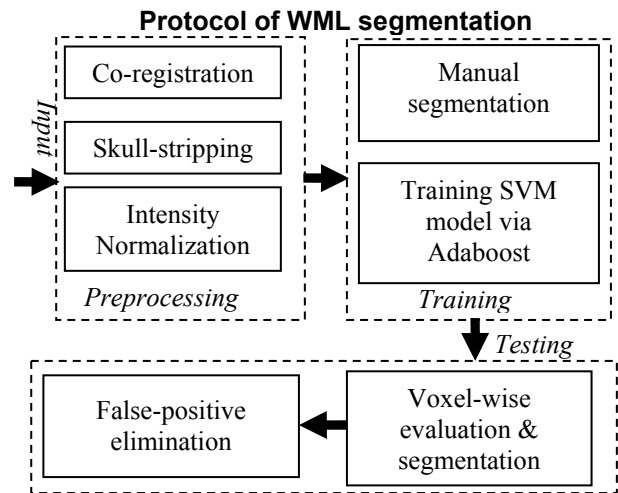 Protocol of WML segmentation
Input
Co-registration
Skull-stripping
Intensity
Normalization
Preprocessing
Manual
segmentation
Training SVM
model via
Adaboost
Training
Testing
False-positive
elimination
Voxel-wise
evaluation &
segmentation